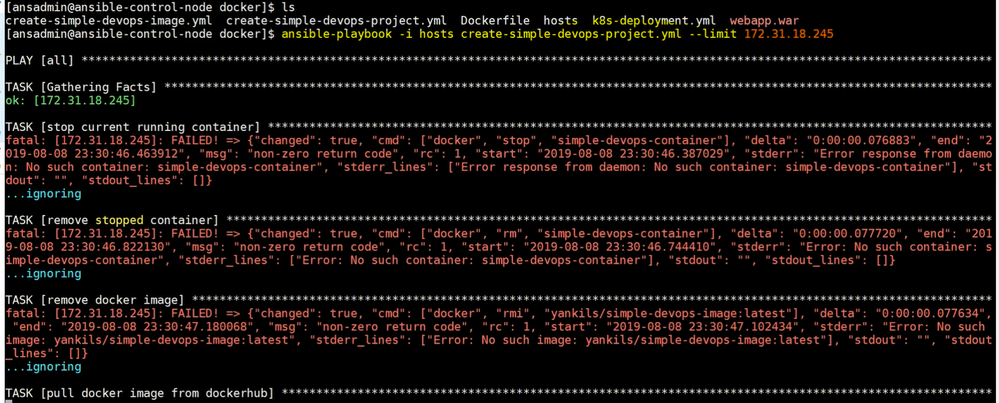 [ansadmin@ansible-control-node docker]$ ls
create-simple-devops-image.yml  create-simple-devops-project.yml  Dockerfile  hosts  k8s-deployment.yml  webapp.war
[ansadmin@ansible-control-node docker]$ ansible-playbook -i hosts create-simple-devops-project.yml --limit 172.31.18.245
PLAY [all] ************************************************************************************************************************************
TASK [Gathering Facts] ************************************************************************************************************************
ok: [172.31.18.245]
TASK [stop current running container] *********************************************************************************************************
fatal: [172.31.18.245]: FAILED! => {"changed": true, "cmd": ["docker", "stop", "simple-devops-container"], "delta": "0:00:00.076883", "end": "2
019-08-08 23:30:46.463912", "msg": "non-zero return code", "rc": 1, "start": "2019-08-08 23:30:46.387029", "stderr": "Error response from daemo
n: No such container: simple-devops-container", "stderr_lines": ["Error response from daemon: No such container: simple-devops-container"], "st
dout": "", "stdout_lines": []}
...ignoring
TASK [remove stopped container] ***************************************************************************************************************
fatal: [172.31.18.245]: FAILED! => {"changed": true, "cmd": ["docker", "rm", "simple-devops-container"], "delta": "0:00:00.077720", "end": "201
9-08-08 23:30:46.822130", "msg": "non-zero return code", "rc": 1, "start": "2019-08-08 23:30:46.744410", "stderr": "Error: No such container: s
imple-devops-container", "stderr_lines": ["Error: No such container: simple-devops-container"], "stdout": "", "stdout_lines": []}
...ignoring
TASK [remove docker image] ********************************************************************************************************************
fatal: [172.31.18.245]: FAILED! => {"changed": true, "cmd": ["docker", "rmi", "yankils/simple-devops-image:latest"], "delta": "0:00:00.077634",
 "end": "2019-08-08 23:30:47.180068", "msg": "non-zero return code", "rc": 1, "start": "2019-08-08 23:30:47.102434", "stderr": "Error: No such
image: yankils/simple-devops-image:latest", "stderr_lines": ["Error: No such image: yankils/simple-devops-image:latest"], "stdout": "", "stdout
_lines": []}
...ignoring
TASK [pull docker image from dockerhub] *******************************************************************************************************